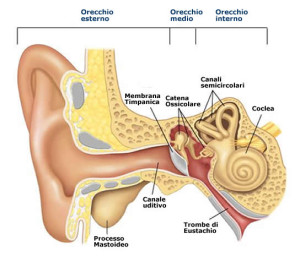 Orecchio
esterno
Orecchio
medio
Orecchio
interno
Canali
semicircolari
Membrana
Timpanica
Catena
Ossicolare
Coclea
Canale
uditivo
Trombe di
Eustachio
Processo
Mastoideo